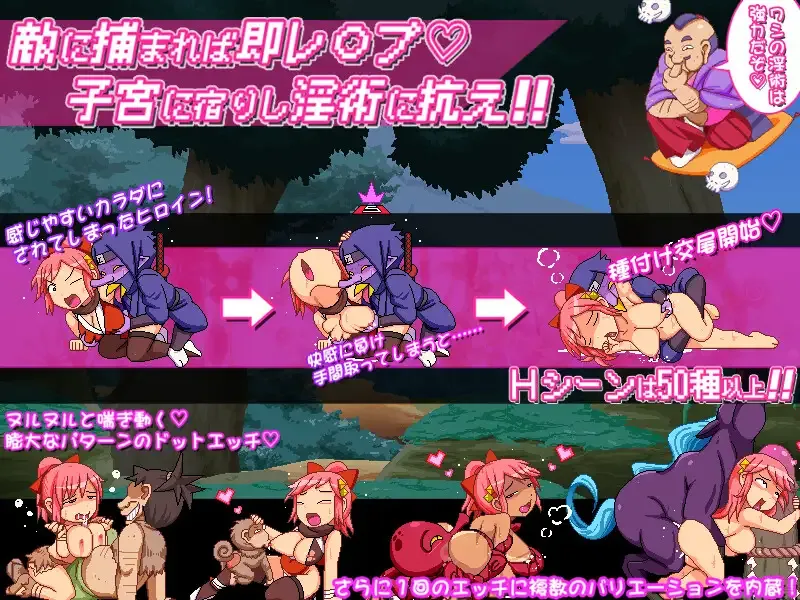 敵に捕まれば即レ〇プ♡
子宮に宿りし淫術に抗え!!
ワシの淫術は
強力だぞ♡
感じやすいカラダに
されてしまったヒロイン!
快感に負け
手間取ってしまうと……
種付け交尾開始♡
Hシーンは50種以上!!
ヌルヌルと喘ぎ動く♡
膨大なパターンのドットエッチ♡
さらに1回のエッチに複数のバリエーションを内蔵!